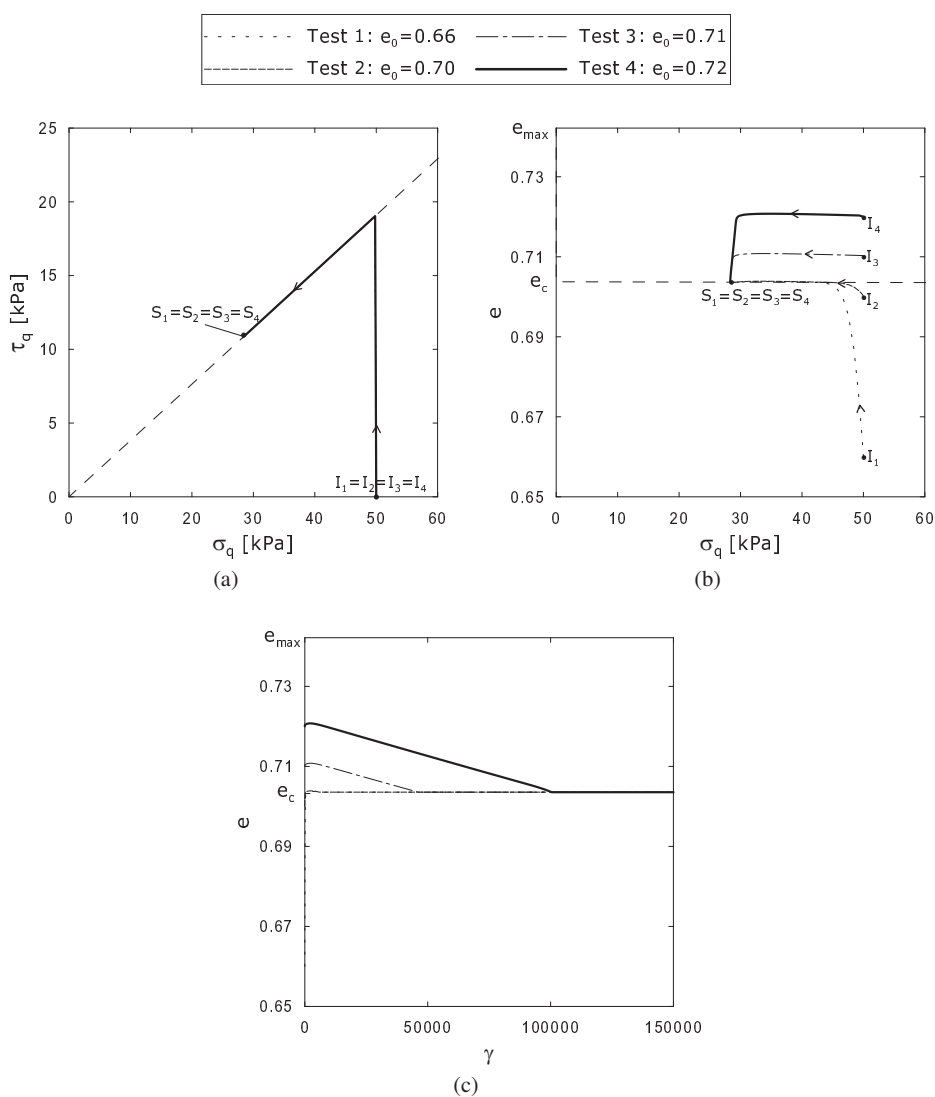 Test 1: e₀=0.66 Test 3: e₀=0.71
Test 2: e₀=0.70 Test 4: e₀=0.72
25
20
15
10
5
0
τq [kPa]
S₁=S₂=S₃=S₄
I₁=I₂=I₃=I₄
0 10 20 30 40 50 60
σq [kPa]
(a)
emax
0.73
0.71
ec
0.69
0.67
0.65
e
I₄
I₃
I₂
S₁=S₂=S₃=S₄
I₁
0 10 20 30 40 50 60
σq [kPa]
(b)
emax
0.73
0.71
ec
0.69
0.67
0.65
e
0 50000 100000 150000
γ
(c)